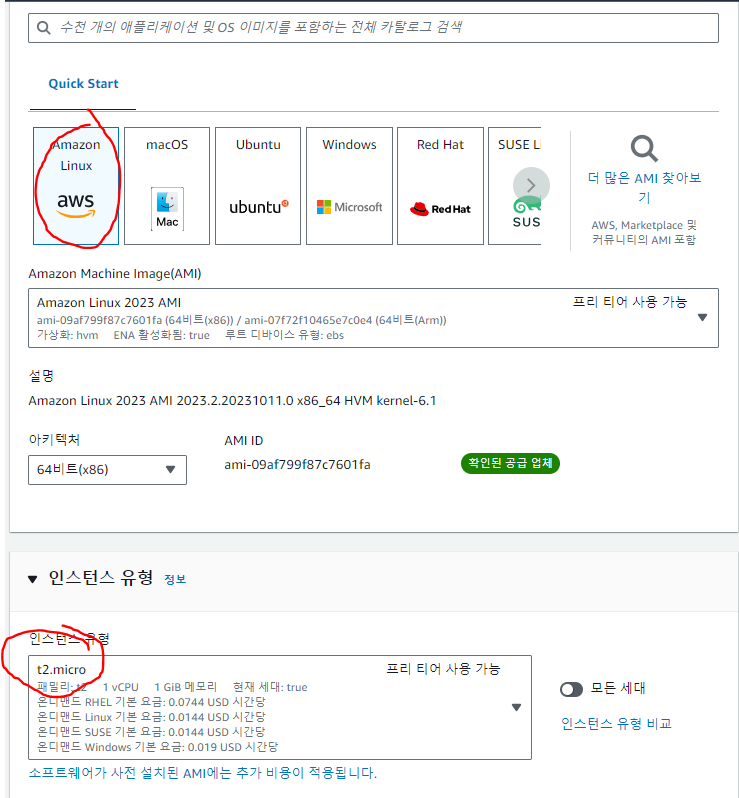 수천 개의 애플리케이션 및 OS 이미지를 포함하는 전체 카탈로그 검색
Quick Start
Amazon
Linux
aws
macOS
Mac
Ubuntu
ubuntu
Windows
Microsoft
Red Hat
Red Hat
SUSE LI
SUS
더 많은 AMI 찾아보
기
AWS, Marketplace 및
커뮤니티의 AMI 포함
Amazon Machine Image(AMI)
Amazon Linux 2023 AMI
프리 티어 사용 가능
ami-09af799f87c7601fa (64비트(x86)) / ami-07f72f10465e7c0e4 (64비트(Arm))
가상화: hvm ENA 활성화됨: true 루트 디바이스 유형: ebs
설명
Amazon Linux 2023 AMI 2023.2.20231011.0 x86_64 HVM kernel-6.1
아키텍처
AMI ID
64비트(x86)
ami-09af799f87c7601fa
확인된 공급 업체
인스턴스 유형 정보
인스턴스 유형
t2.micro
프리 티어 사용 가능
패밀리: t2 1 vCPU 1 GiB 메모리 현재 세대: true
온디맨드 RHEL 기본 요금: 0.0744 USD 시간당
온디맨드 Linux 기본 요금: 0.0144 USD 시간당
온디맨드 SUSE 기본 요금: 0.0144 USD 시간당
온디맨드 Windows 기본 요금: 0.019 USD 시간당
모든 세대
인스턴스 유형 비교
소프트웨어가 사전 설치된 AMI에는 추가 비용이 적용됩니다.